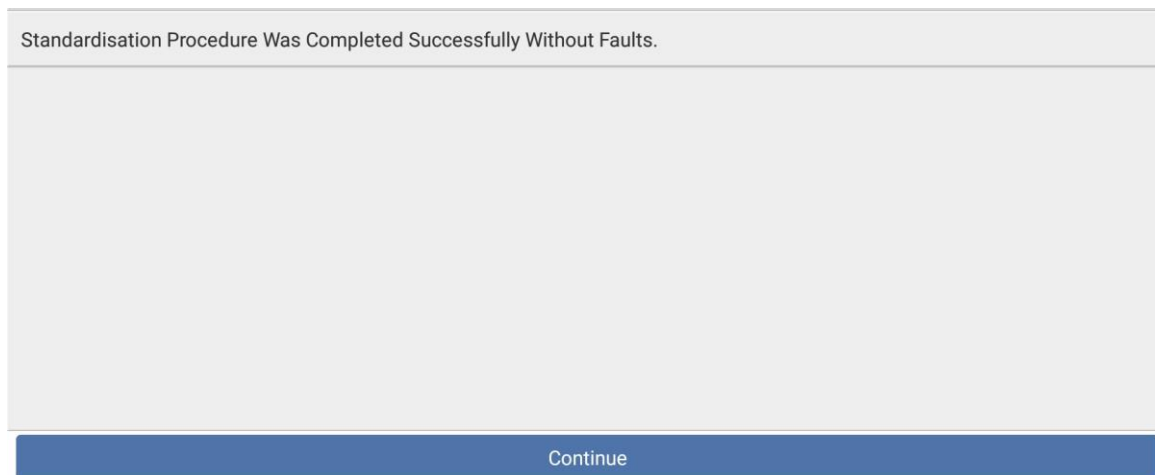 Standardisation Procedure Was Completed Successfully Without Faults.
Continue